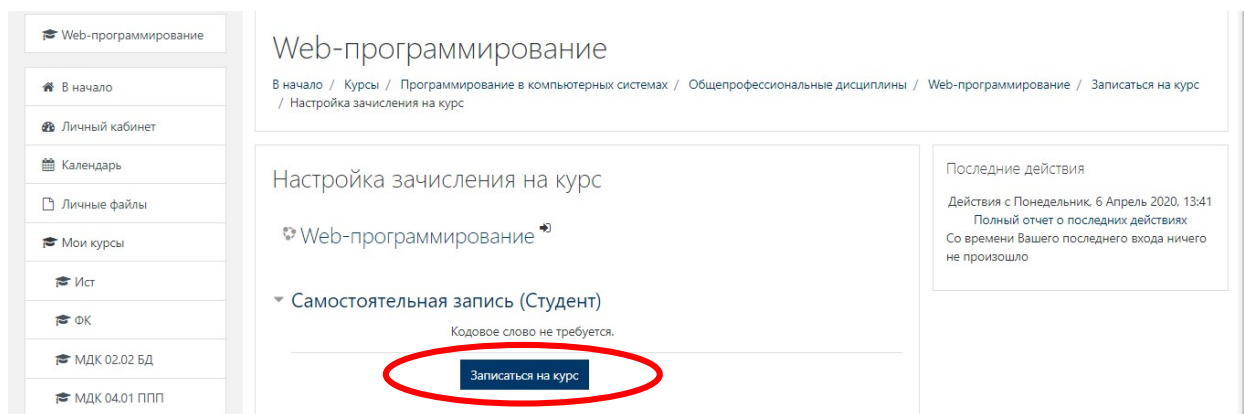 Web-программирование
В начало
Личный кабинет
Календарь
Личные файлы
Мои курсы
Ист
ФК
МДК 02.02 БД
МДК 04.01 ППП
Web-программирование
В начало / Курсы / Программирование в компьютерных системах / Общепрофессиональные дисциплины / Web-программирование / Записаться на курс
/ Настройка зачисления на курс
Настройка зачисления на курс
Web-программирование
Самостоятельная запись (Студент)
Кодовое слово не требуется.
Записаться на курс
Последние действия
Действия с Понедельник, 6 Апрель 2020, 13:41
Полный отчет о последних действиях
Со времени Вашего последнего входа ничего
не произошло